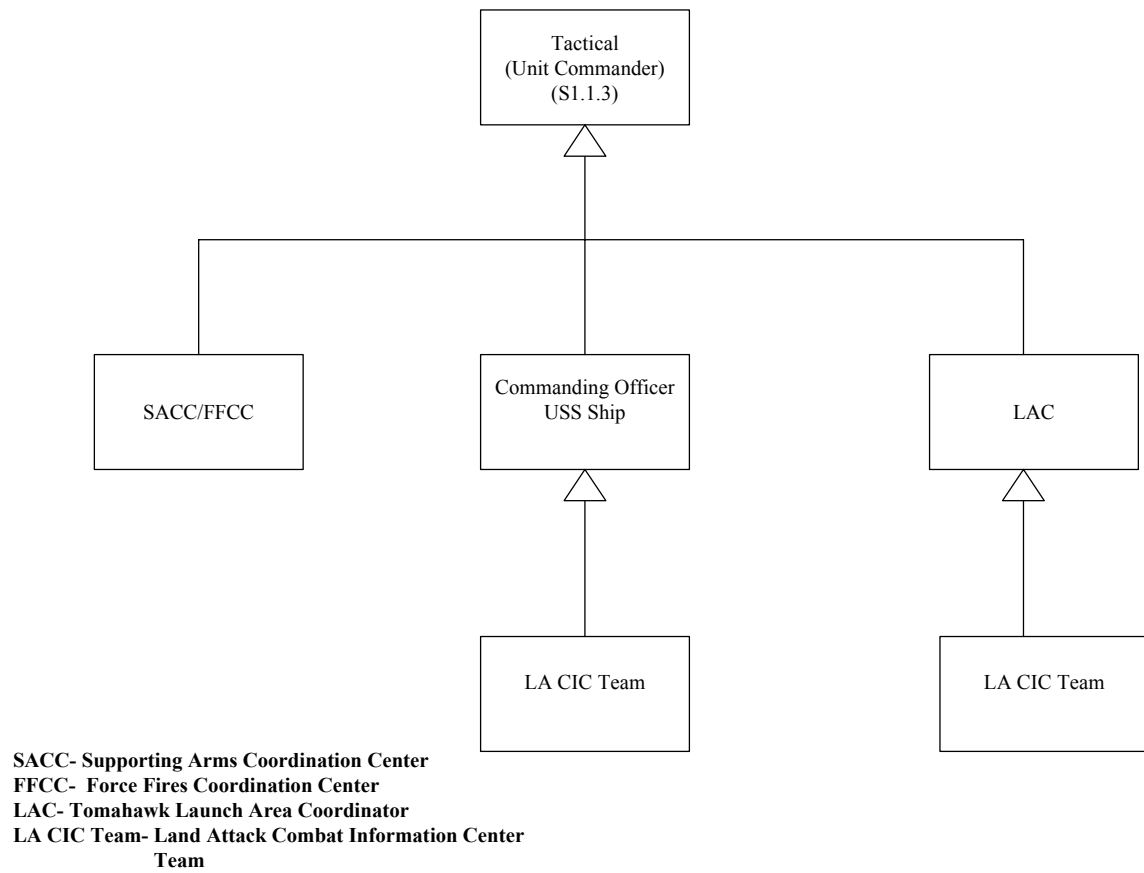 Tactical
(Unit Commander)
(S1.1.3)
SACC/FFCC
Commanding Officer
USS Ship
LAC
LA CIC Team
LA CIC Team
SACC- Supporting Arms Coordination Center
FFCC-  Force Fires Coordination Center
LAC- Tomahawk Launch Area Coordinator
LA CIC Team- Land Attack Combat Information Center
Team